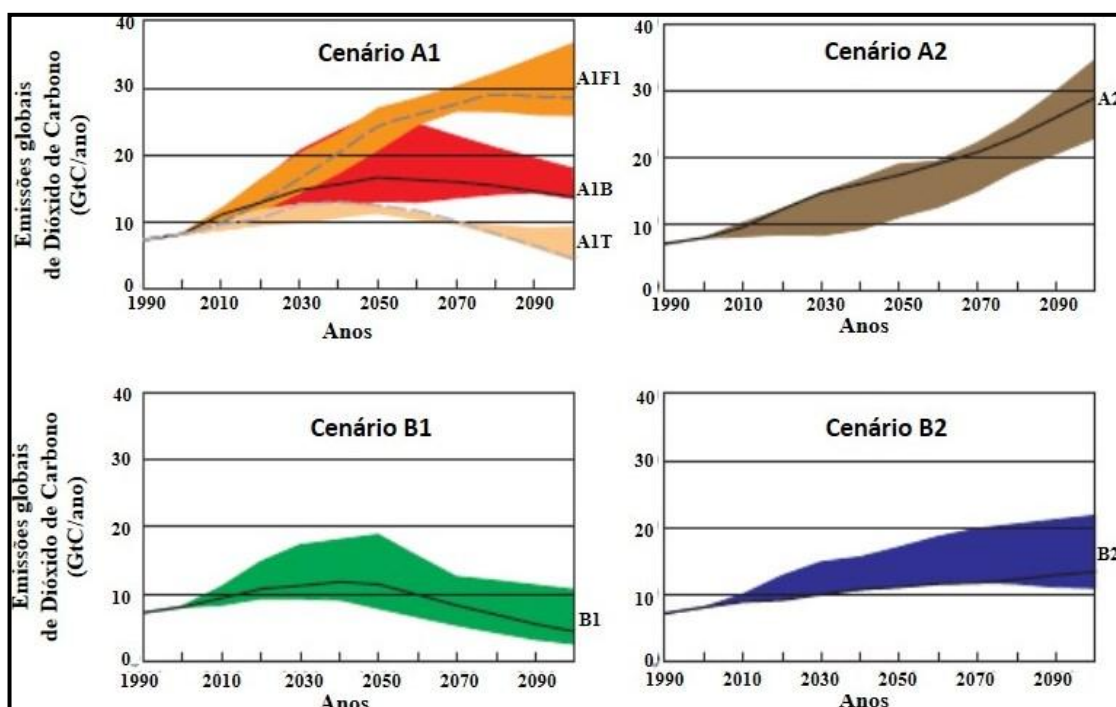 Cenário A1
Emissões globais
de Dióxido de Carbono
(GtC/ano)
40
30
20
10
0
A1F1
A1B
A1T
1990 2010 2030 2050 2070 2090
Anos
Cenário A2
40
30
20
10
0
A2
1990 2010 2030 2050 2070 2090
Anos
Cenário B1
Emissões globais
de Dióxido de Carbono
(GtC/ano)
40
30
20
10
0
B1
1990 2010 2030 2050 2070 2090
Anos
Cenário B2
40
30
20
10
0
B2
1990 2010 2030 2050 2070 2090
Anos